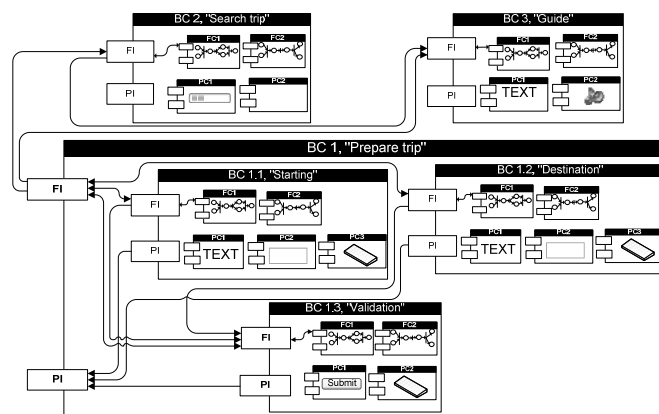 BC 2, "Search trip"
FI
FC1
FC2
PI
PC1
PC2
BC 3, "Guide"
FI
FC1
FC2
PI
PC1
TEXT
PC2
BC 1, "Prepare trip"
FI
BC 1.1, "Starting"
FI
FC1
FC2
PI
PC1
TEXT
PC2
PC3
BC 1.2, "Destination"
FI
FC1
FC2
PI
PC1
TEXT
PC2
PC3
BC 1.3, "Validation"
FI
FC1
FC2
PI
PI
PC1
Submit
PC2